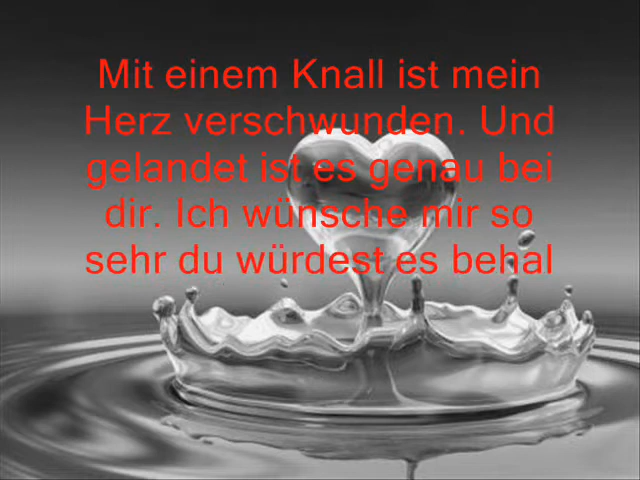 Mit einem Knall ist mein
Herz verschwunden. Und
gelandet ist es genau bei
dir. Ich wünsche mir so
sehr du würdest es behal